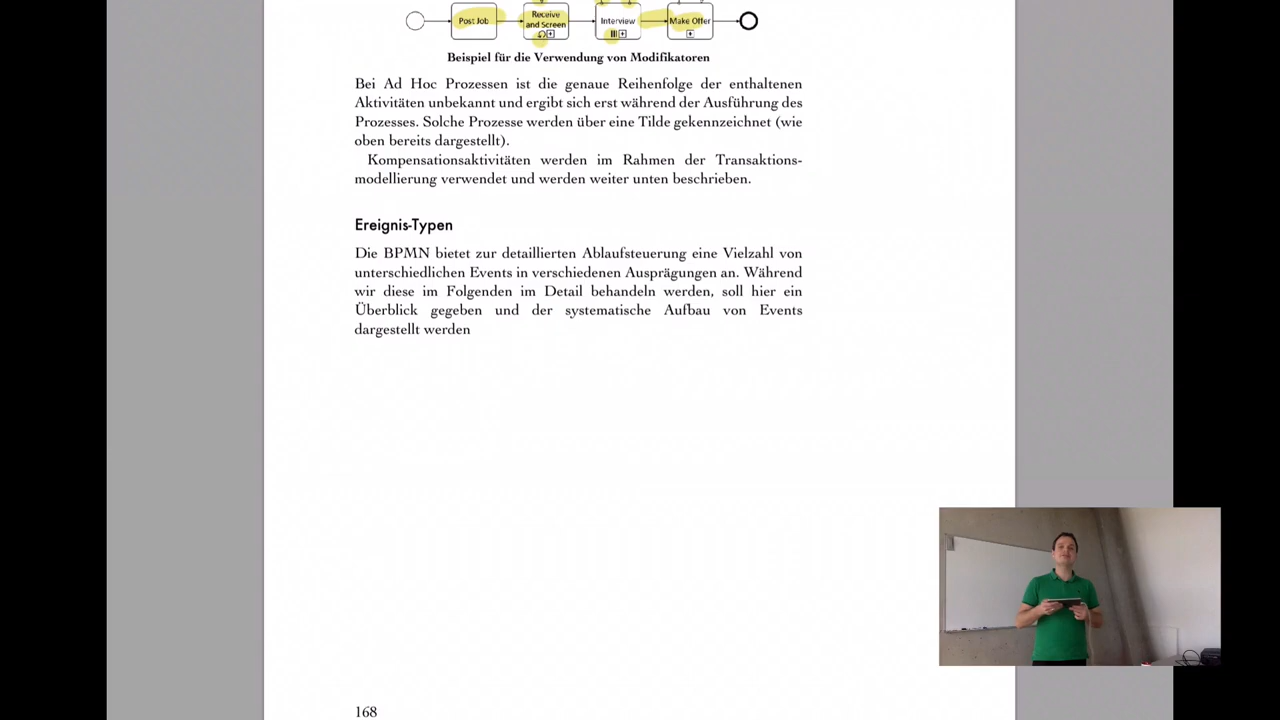 Post Job
Receive
and Screen
Interview
Make Offer
Beispiel für die Verwendung von Modifikatoren
Bei Ad Hoc Prozessen ist die genaue Reihenfolge der enthaltenen
Aktivitäten unbekannt und ergibt sich erst während der Ausführung des
Prozesses. Solche Prozesse werden über eine Tilde gekennzeichnet (wie
oben bereits dargestellt).
Kompensationsaktivitäten werden im Rahmen der Transaktions-
modellierung verwendet und werden weiter unten beschrieben.
Ereignis-Typen
Die BPMN bietet zur detaillierten Ablaufsteuerung eine Vielzahl von
unterschiedlichen Events in verschiedenen Ausprägungen an. Während
wir diese im Folgenden im Detail behandeln werden, soll hier ein
Überblick gegeben und der systematische Aufbau von Events
dargestellt werden
168